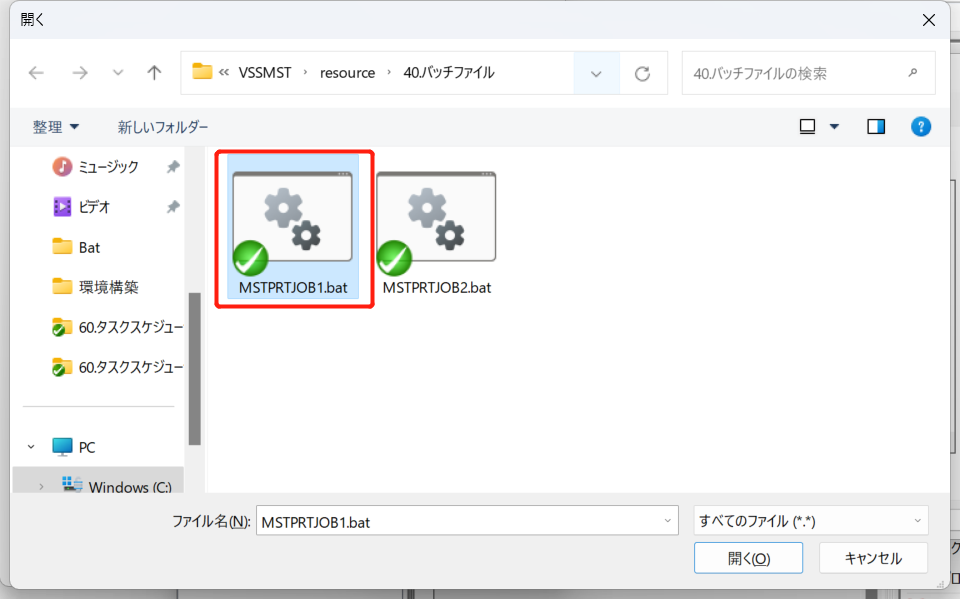 開く
VSSMST › resource › 40.バッチファイル
40.バッチファイルの検索
整理
新しいフォルダー
ミュージック
ビデオ
Bat
環境構築
60.タスクスケジュー
60.タスクスケジュー
PC
Windows (C:)
MSTPRTJOB1.bat
MSTPRTJOB2.bat
ファイル名(N):
MSTPRTJOB1.bat
すべてのファイル (*.*)
開く(O)
キャンセル